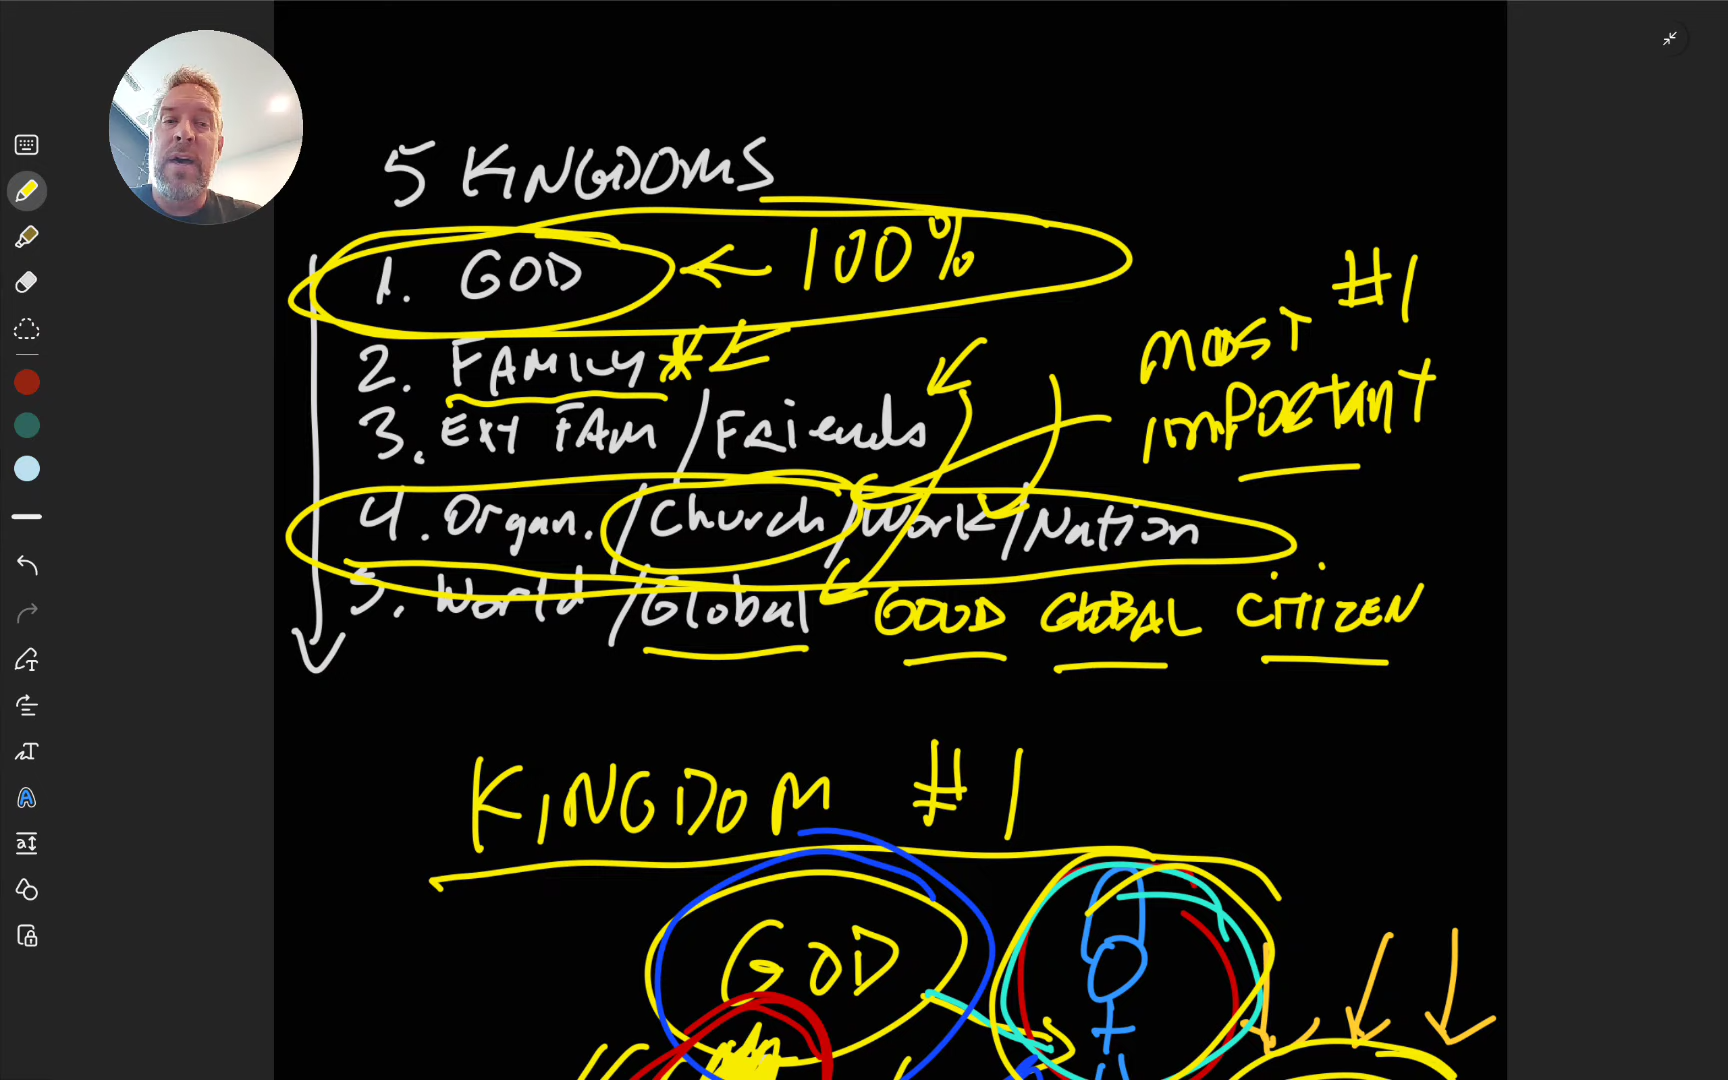 5 KINGDOMS
1. GOD 100%
#1
MOST
IMPORTANT
2. FAMILY *
3. EXT FAM / Friends
4. Organ. / Church / Work / Nation
5. World / Global GOOD GLOBAL CITIZEN
KINGDOM #1
GOD